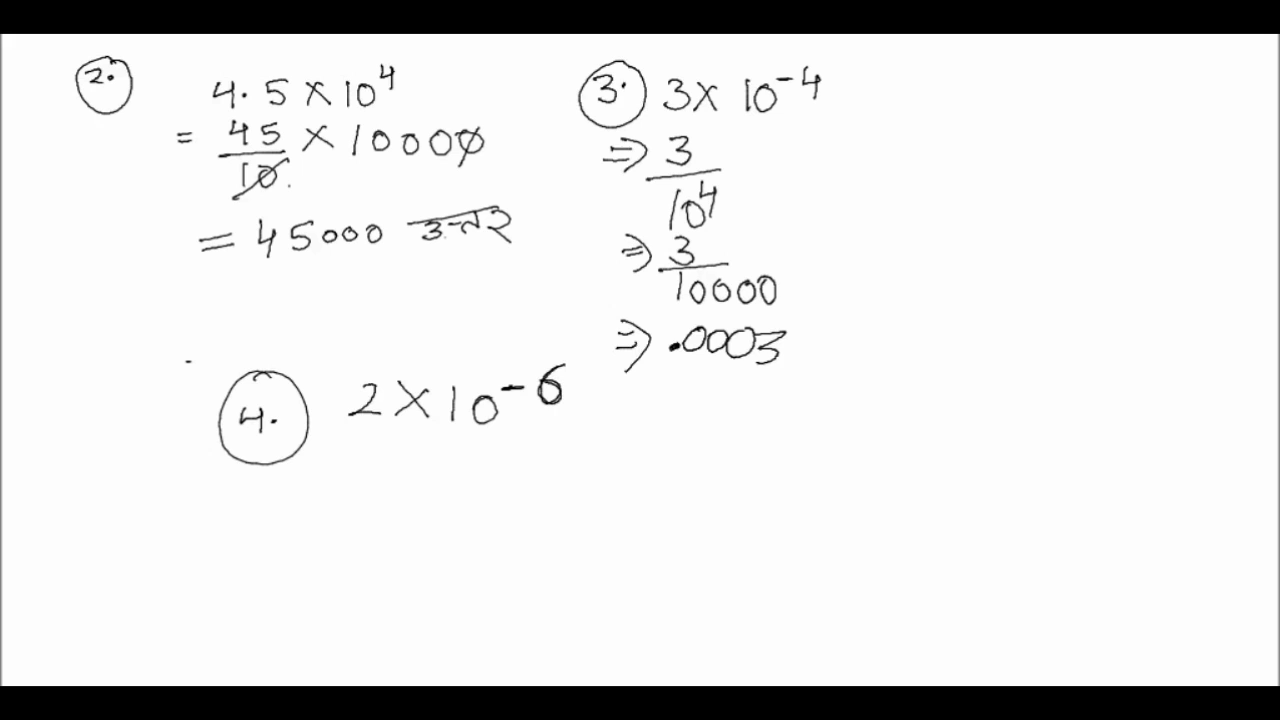 2.
4.5 × 10⁴
= 45/10 × 10000
= 45000 उत्तर
3. 3 × 10⁻⁴
⇒ 3/10⁴
⇒ 3/10000
⇒ .0003
4. 2 × 10⁻⁶